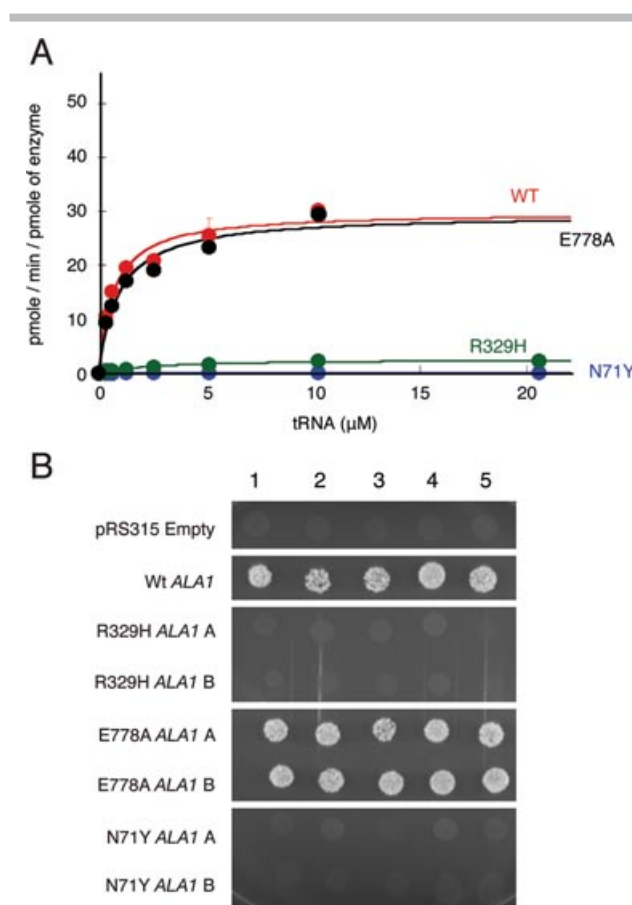 A
pmole / min / pmole of enzyme
50
40
30
20
10
0
WT
E778A
R329H
N71Y
0
5
10
15
20
tRNA (µM)
B
1 2 3 4 5
pRS315 Empty
Wt ALA1
R329H ALA1 A
R329H ALA1 B
E778A ALA1 A
E778A ALA1 B
N71Y ALA1 A
N71Y ALA1 B